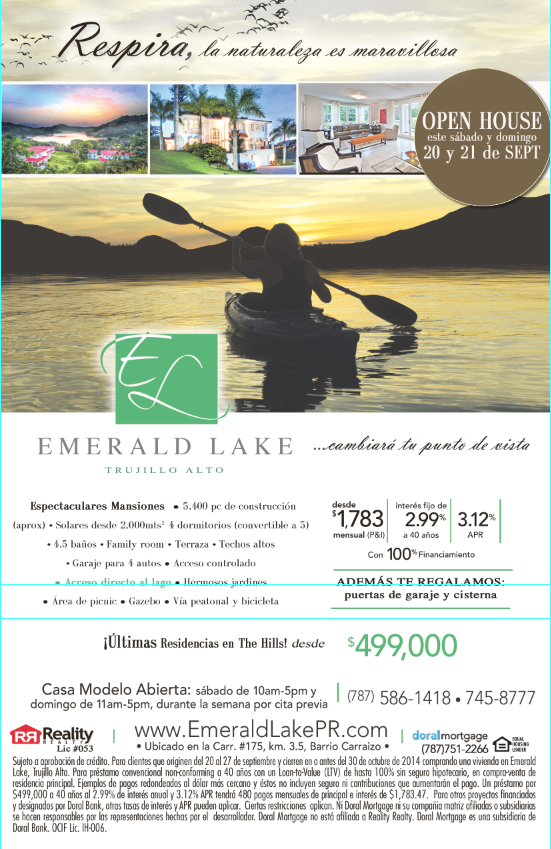 Respira, la naturaleza es maravillosa
OPEN HOUSE
este sábado y domingo
20 y 21 de SEPT
EL
EMERALD LAKE
TRUJILLO ALTO
...cambiará tu punto de vista
Espectaculares Mansiones • 5,400 pc de construcción
(aprox) • Solares desde 2,000mts² 4 dormitorios (convertible a 5)
• 4.5 baños • Family room • Terraza • Techos altos
• Garaje para 4 autos • Acceso controlado
• Acceso directo al lago • Hermosos jardines
• Área de picnic • Gazebo • Vía peatonal y bicicleta
desde
$1,783
mensual (P&I)
interés fijo de
2.99%
a 40 años
3.12%
APR
Con 100% Financiamiento
ADEMÁS TE REGALAMOS:
puertas de garaje y cisterna
¡Últimas Residencias en The Hills! desde $499,000
Casa Modelo Abierta: sábado de 10am-5pm y
domingo de 11am-5pm, durante la semana por cita previa
(787) 586-1418 • 745-8777
RR Reality
REALTY
Lic #053
www.EmeraldLakePR.com
• Ubicado en la Carr. #175, km. 3.5, Barrio Carraizo •
doralmortgage
(787)751-2266
EQUAL HOUSING LENDER
Sujeto a aprobación de crédito. Para clientes que originen del 20 al 27 de septiembre y cierren en o antes del 30 de octubre de 2014 comprando una vivienda en Emerald
Lake, Trujillo Alto. Para préstamo convencional non-conforming a 40 años con un Loan-to-Value (LTV) de hasta 100% sin seguro hipotecario, en compra-venta de
residencia principal. Ejemplos de pagos redondeados al dólar más cercano y éstos no incluyen seguro ni contribuciones que aumentarán el pago. Un préstamo por
$499,000 a 40 años al 2.99% de interés anual y 3.12% APR tendrá 480 pagos mensuales de principal e interés de $1,783.47. Para otros proyectos financiados
y designados por Doral Bank, otras tasas de interés y APR pueden aplicar. Ciertas restricciones aplican. Ni Doral Mortgage ni su compañía matriz afiliadas o subsidiarias
se hacen responsables por las representaciones hechas por el desarrollador. Doral Mortgage no está afiliada a Reality Realty. Doral Mortgage es una subsidiaria de
Doral Bank. OCIF Lic. IH-006.